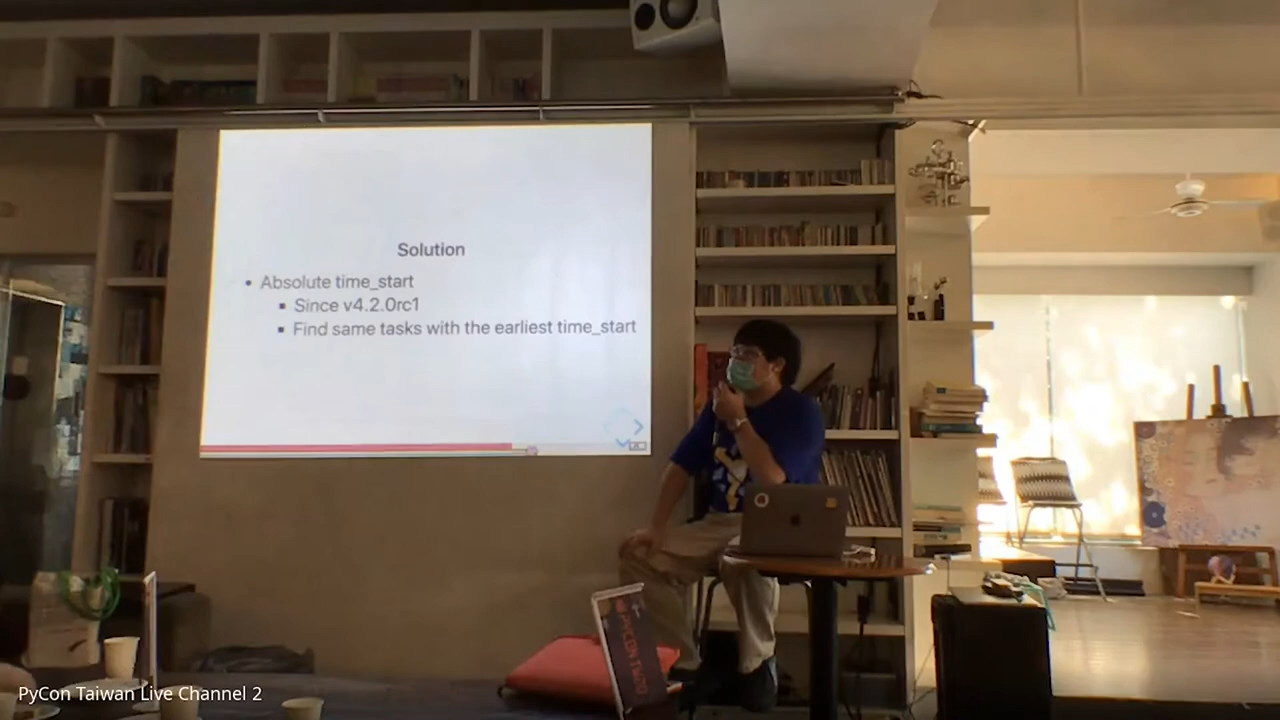 Solution
• Absolute time_start
▪ Since v4.2.0rc1
▪ Find same tasks with the earliest time_start
PyCon Taiwan Live Channel 2